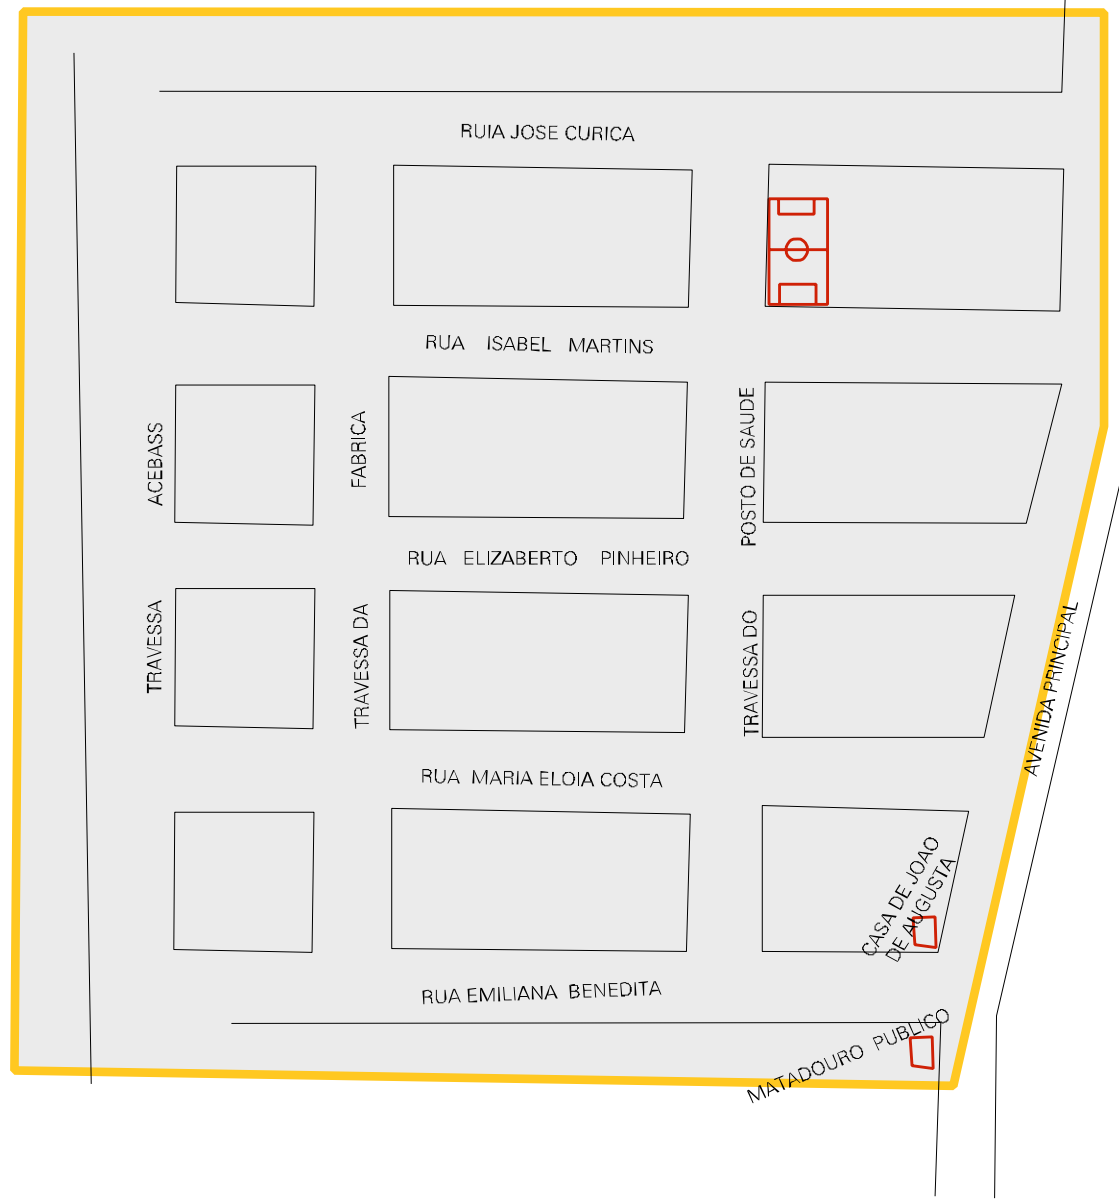 RUIA JOSE CURICA
RUA ISABEL MARTINS
ACEBASS
FABRICA
POSTO DE SAUDE
RUA ELIZABERTO PINHEIRO
TRAVESSA
TRAVESSA DA
TRAVESSA DO
AVENIDA PRINCIPAL
RUA MARIA ELOIA COSTA
CASA DE JOAO
DE AUGUSTA
RUA EMILIANA BENEDITA
MATADOURO PUBLICO